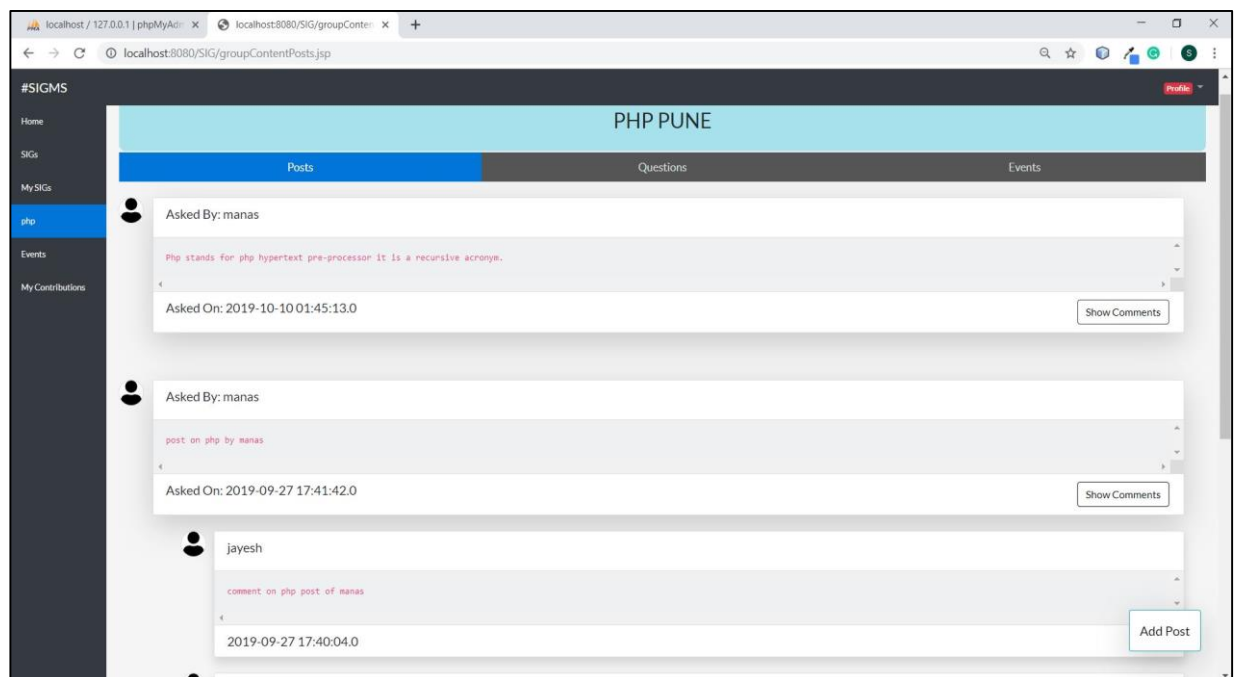 localhost / 127.0.0.1 | phpMyAdm
localhost:8080/SIG/groupConten
localhost:8080/SIG/groupContentPosts.jsp
S
#SIGMS
Profile
Home
SIGs
My SIGs
php
Events
My Contributions
PHP PUNE
Posts
Questions
Events
Asked By: manas
Php stands for php hypertext pre-processor it is a recursive acronym.
Asked On: 2019-10-10 01:45:13.0
Show Comments
Asked By: manas
post on php by manas
Asked On: 2019-09-27 17:41:42.0
Show Comments
jayesh
comment on php post of manas
2019-09-27 17:40:04.0
Add Post